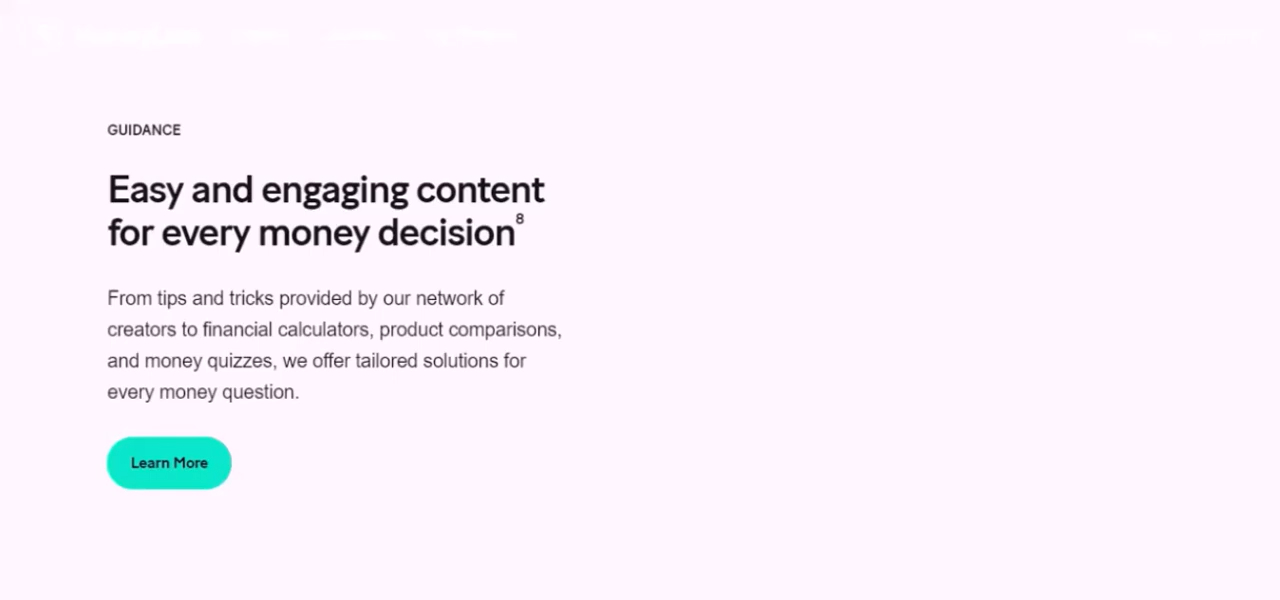 GUIDANCE
Easy and engaging content
for every money decision⁸
From tips and tricks provided by our network of
creators to financial calculators, product comparisons,
and money quizzes, we offer tailored solutions for
every money question.
Learn More